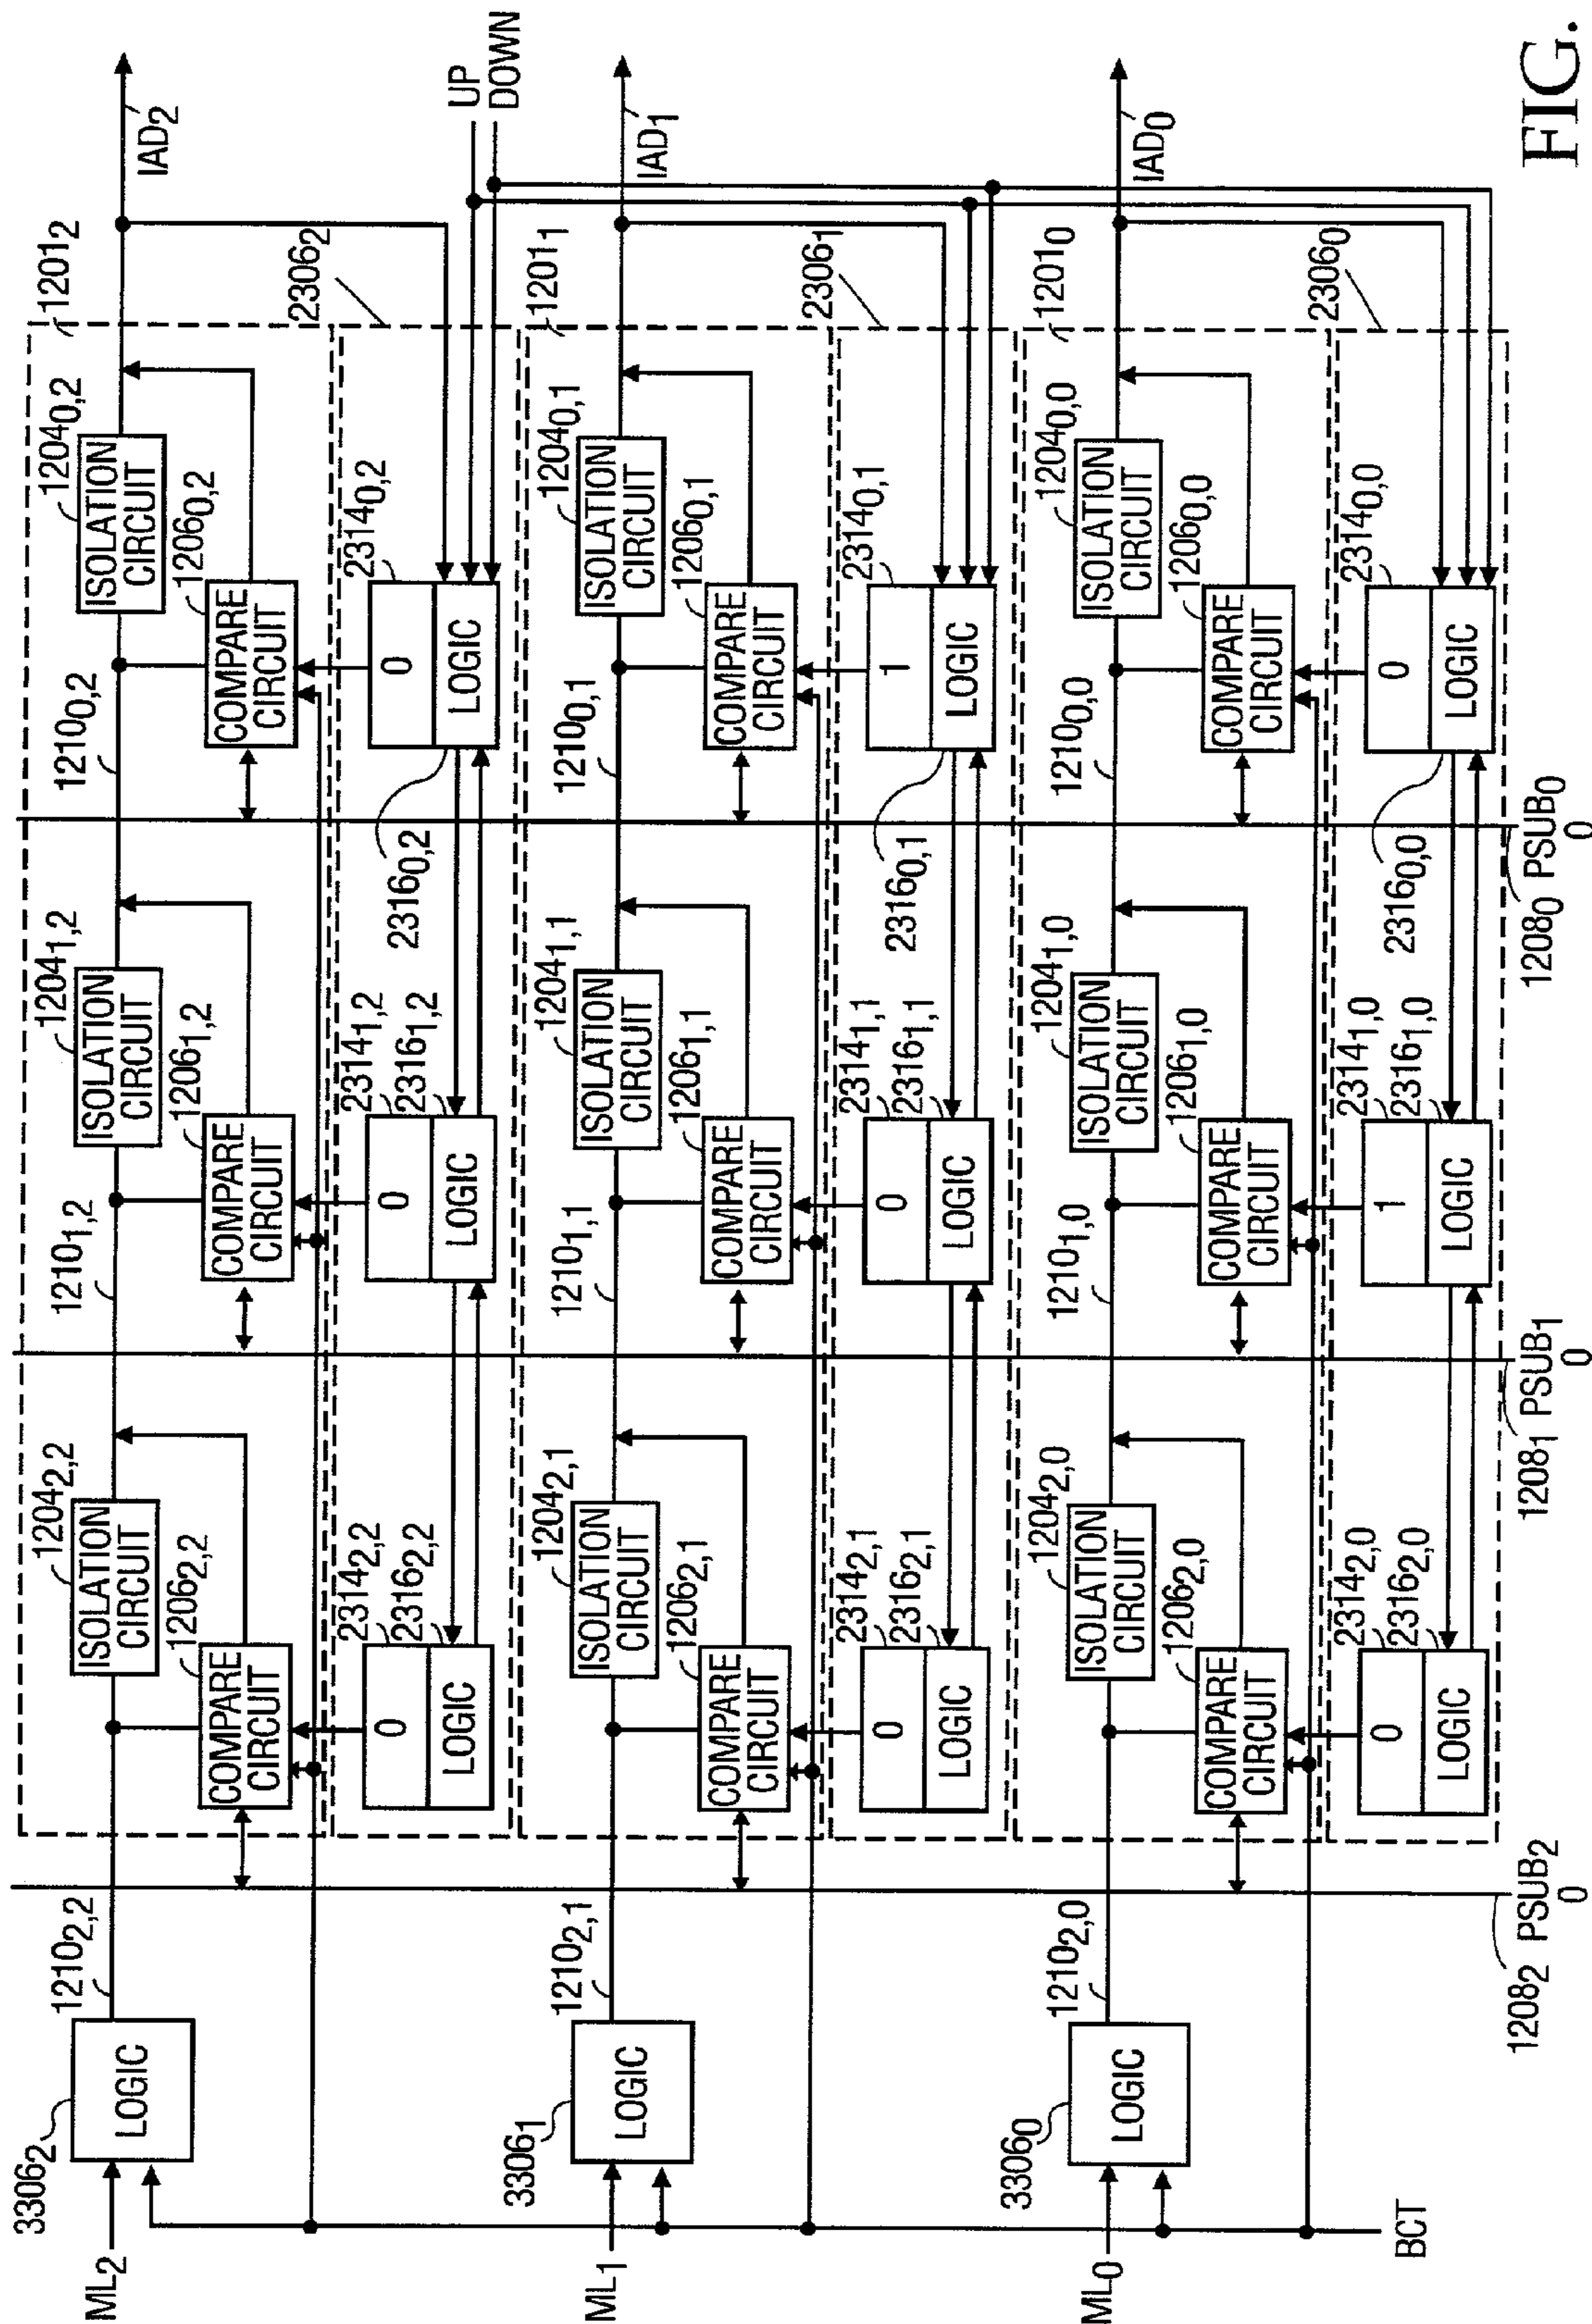 3306₂
ML₂
LOGIC
1210₂,₂
1204₂,₂
ISOLATION
CIRCUIT
1206₂,₂
COMPARE
CIRCUIT
1210₁,₂
1204₁,₂
ISOLATION
CIRCUIT
1206₁,₂
COMPARE
CIRCUIT
1210₀,₂
1204₀,₂
ISOLATION
CIRCUIT
1206₀,₂
COMPARE
CIRCUIT
1201₂
IAD₂
2314₂,₂
2316₂,₂
0
LOGIC
2314₁,₂
2316₁,₂
0
LOGIC
2316₀,₂
2314₀,₂
0
LOGIC
2306₂
UP
DOWN
3306₁
ML₁
LOGIC
1210₂,₁
1204₂,₁
ISOLATION
CIRCUIT
1206₂,₁
COMPARE
CIRCUIT
1210₁,₁
1204₁,₁
ISOLATION
CIRCUIT
1206₁,₁
COMPARE
CIRCUIT
1210₀,₁
1204₀,₁
ISOLATION
CIRCUIT
1206₀,₁
COMPARE
CIRCUIT
1201₁
IAD₁
2314₂,₁
2316₂,₁
0
LOGIC
2314₁,₁
2316₁,₁
0
LOGIC
2316₀,₁
2314₀,₁
1
LOGIC
2306₁
3306₀
ML₀
LOGIC
1210₂,₀
1204₂,₀
ISOLATION
CIRCUIT
1206₂,₀
COMPARE
CIRCUIT
1210₁,₀
1204₁,₀
ISOLATION
CIRCUIT
1206₁,₀
COMPARE
CIRCUIT
1210₀,₀
1204₀,₀
ISOLATION
CIRCUIT
1206₀,₀
COMPARE
CIRCUIT
1201₀
IAD₀
2314₂,₀
2316₂,₀
0
LOGIC
2314₁,₀
2316₁,₀
1
LOGIC
2316₀,₀
2314₀,₀
0
LOGIC
2306₀
BCT
1208₂ PSUB₂
0
1208₁ PSUB₁
0
1208₀ PSUB₀
0
FIG.